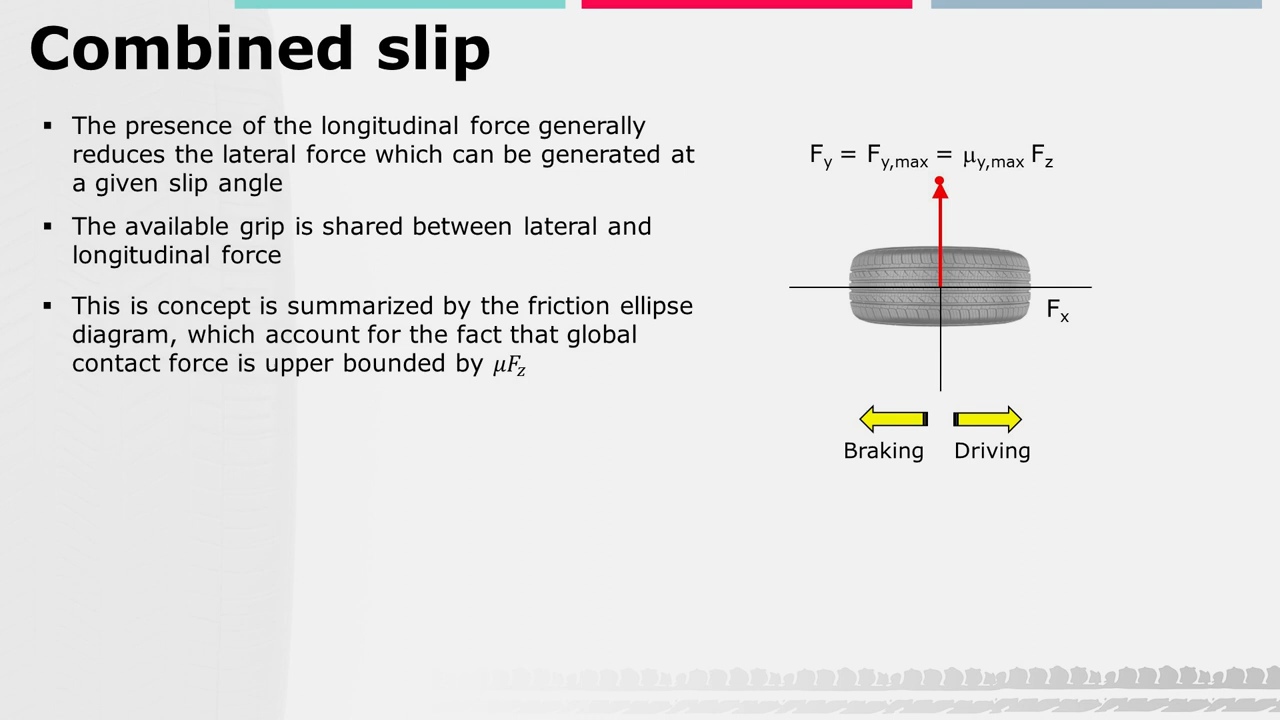 Combined slip
▪ The presence of the longitudinal force generally
reduces the lateral force which can be generated at
a given slip angle
▪ The available grip is shared between lateral and
longitudinal force
▪ This is concept is summarized by the friction ellipse
diagram, which account for the fact that global
contact force is upper bounded by μF_z
F_y = F_y,max = μ_y,max F_z
F_x
Braking Driving